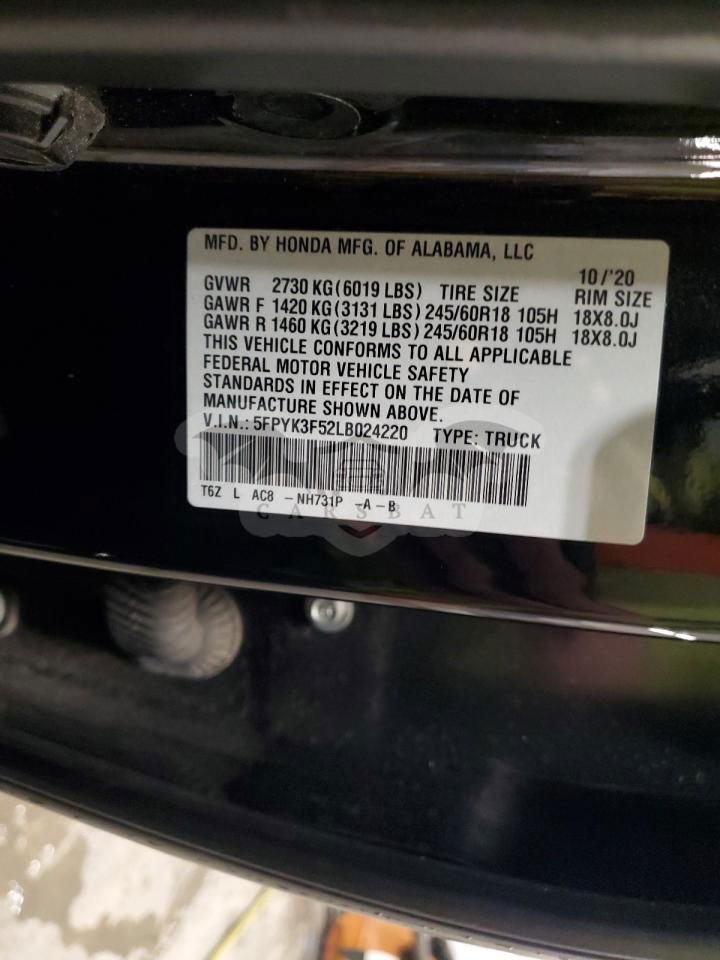 MFD. BY HONDA MFG. OF ALABAMA, LLC
10/'20
GVWR 2730 KG(6019 LBS) TIRE SIZE RIM SIZE
GAWR F 1420 KG(3131 LBS) 245/60R18 105H 18X8.0J
GAWR R 1460 KG(3219 LBS) 245/60R18 105H 18X8.0J
THIS VEHICLE CONFORMS TO ALL APPLICABLE
FEDERAL MOTOR VEHICLE SAFETY
STANDARDS IN EFFECT ON THE DATE OF
MANUFACTURE SHOWN ABOVE.
V.I.N.: 5FPYK3F52LB024220 TYPE: TRUCK
T6Z L AC8 -NH731P -A-B
CARSBAT